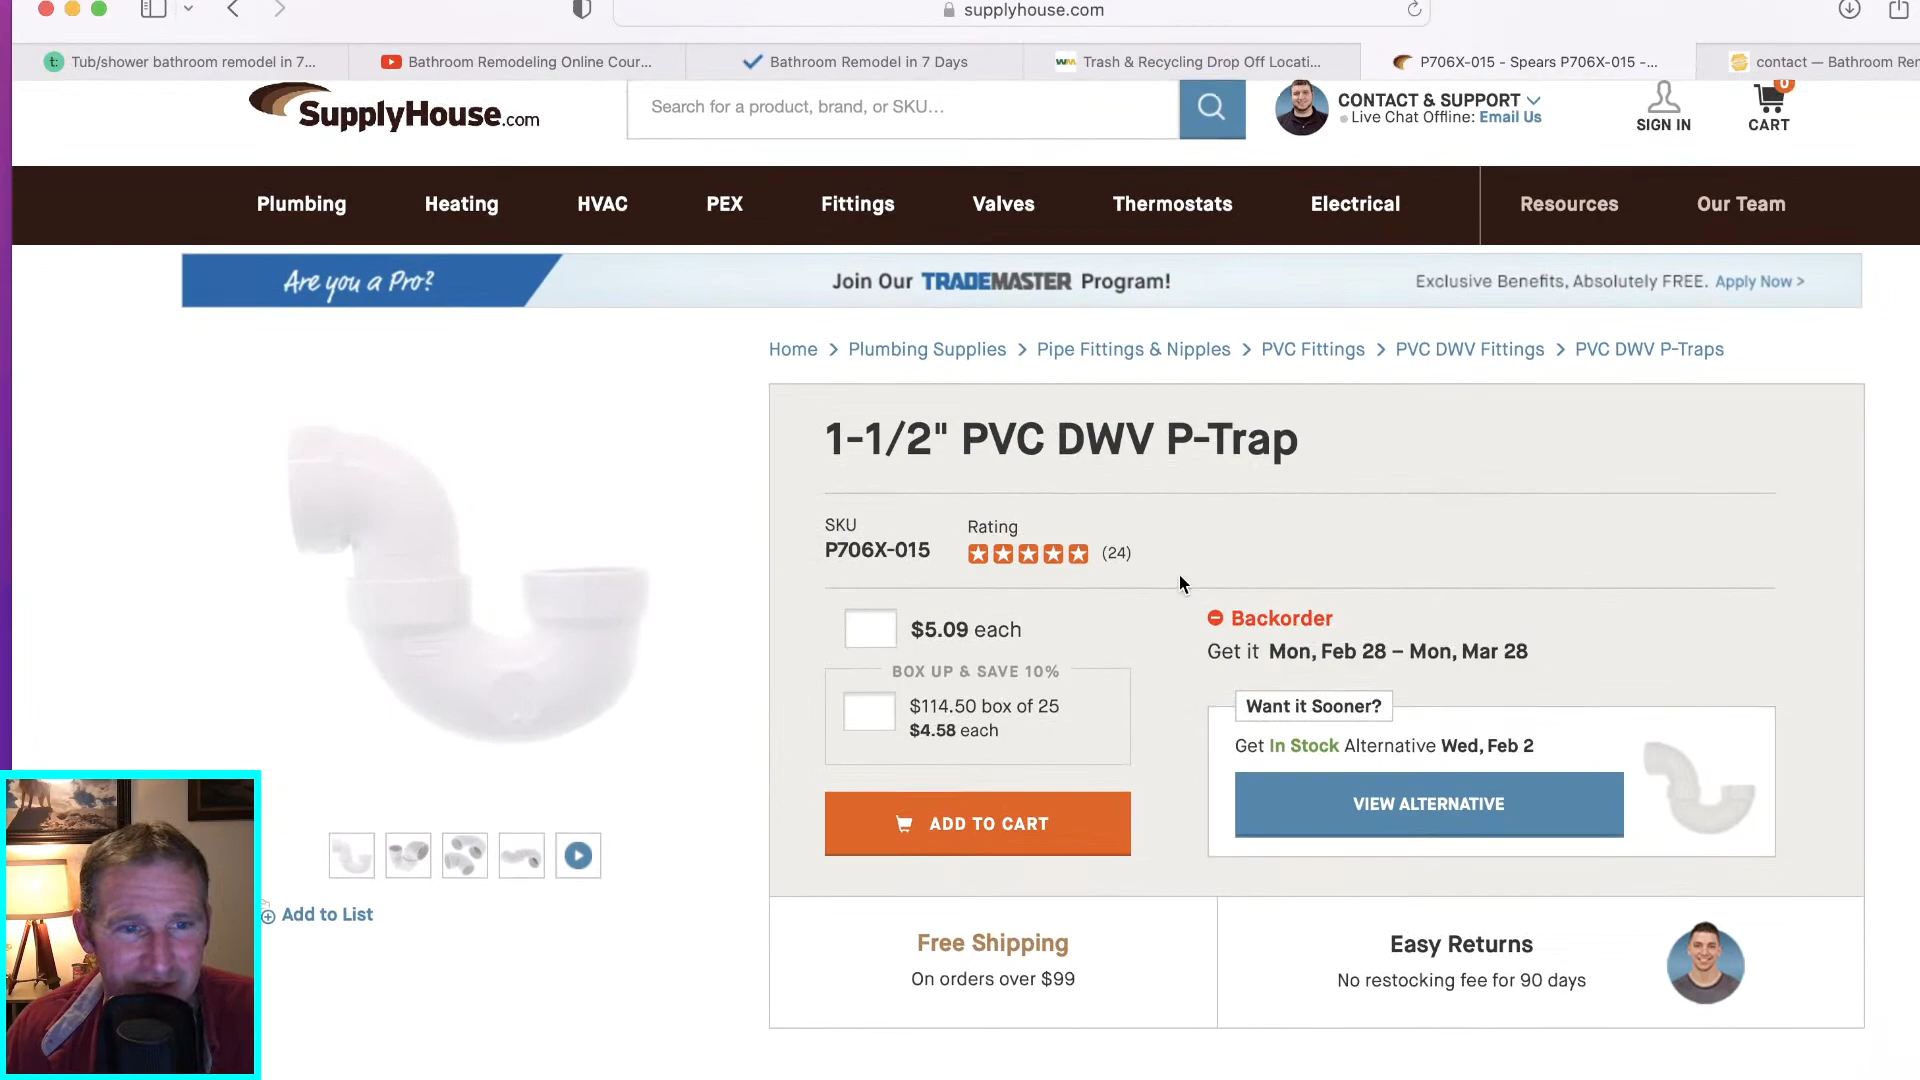 supplyhouse.com
t: Tub/shower bathroom remodel in 7...
Bathroom Remodeling Online Cour...
Bathroom Remodel in 7 Days
WM Trash & Recycling Drop Off Locati...
P706X-015 - Spears P706X-015 -...
contact — Bathroom Ren
SupplyHouse.com
Search for a product, brand, or SKU...
CONTACT & SUPPORT
Live Chat Offline: Email Us
SIGN IN
0
CART
Plumbing Heating HVAC PEX Fittings Valves Thermostats Electrical Resources Our Team
Are you a Pro? Join Our TRADEMASTER Program! Exclusive Benefits, Absolutely FREE. Apply Now >
Home > Plumbing Supplies > Pipe Fittings & Nipples > PVC Fittings > PVC DWV Fittings > PVC DWV P-Traps
1-1/2" PVC DWV P-Trap
SKU
P706X-015
Rating
(24)
$5.09 each
BOX UP & SAVE 10%
$114.50 box of 25
$4.58 each
ADD TO CART
Backorder
Get it Mon, Feb 28 – Mon, Mar 28
Want it Sooner?
Get In Stock Alternative Wed, Feb 2
VIEW ALTERNATIVE
Add to List
Free Shipping
On orders over $99
Easy Returns
No restocking fee for 90 days